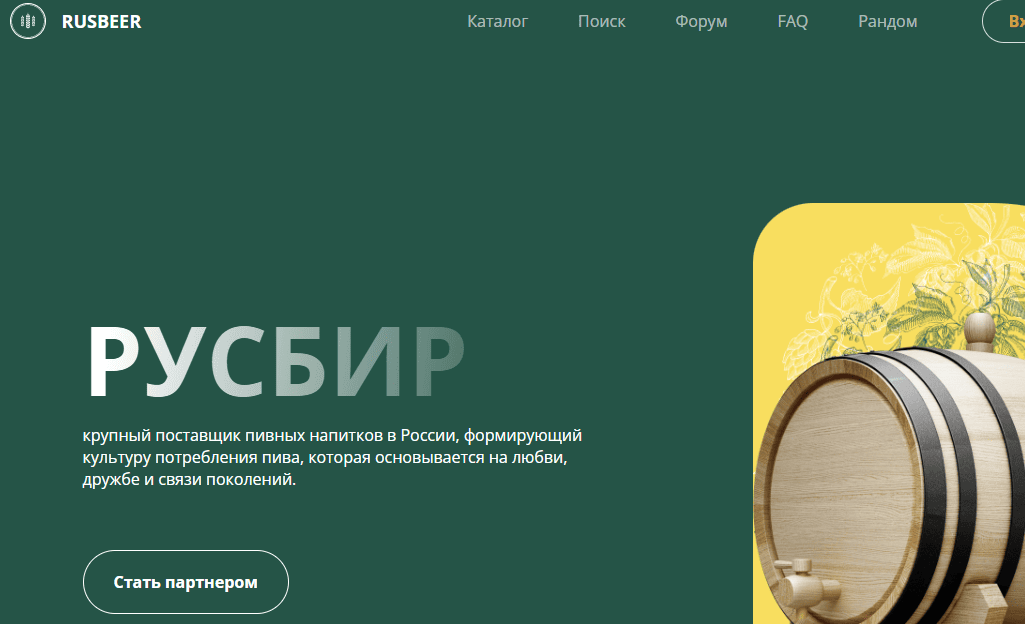 RUSBEER
Каталог
Поиск
Форум
FAQ
Рандом
РУСБИР
крупный поставщик пивных напитков в России, формирующий
культуру потребления пива, которая основывается на любви,
дружбе и связи поколений.
Стать партнером